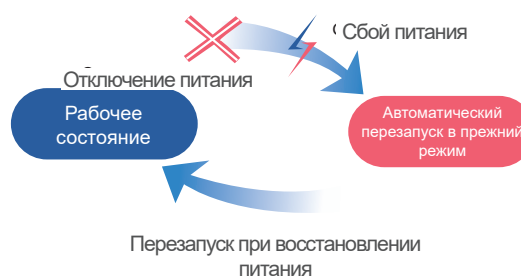 Сбой питания
Отключение питания
Рабочее
состояние
Автоматический
перезапуск в прежний
режим
Перезапуск при восстановлении
питания